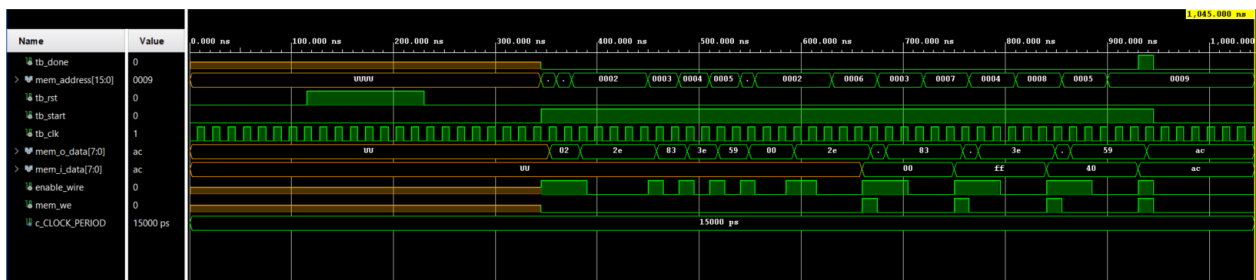 1,045.000 ns
Name Value 0.000 ns 100.000 ns 200.000 ns 300.000 ns 400.000 ns 500.000 ns 600.000 ns 700.000 ns 800.000 ns 900.000 ns 1,000.00
tb_done 0
> mem_address[15:0] 0009 UUUU . . . 0002 0003 0004 0005 . 0002 0006 0003 0007 0004 0008 0005 0009
tb_rst 0
tb_start 0
tb_clk 1
> mem_o_data[7:0] ac UU 02 2e 83 3e 59 00 2e . 83 . 3e . 59 ac
> mem_i_data[7:0] ac UU 00 ff 40 ac
enable_wire 0
mem_we 0
c_CLOCK_PERIOD 15000 ps 15000 ps